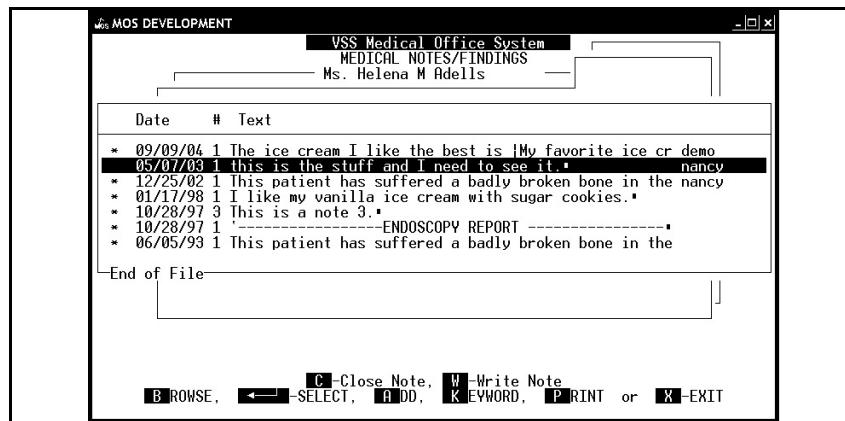 MOS DEVELOPMENT
VSS Medical Office System
MEDICAL NOTES/FINDINGS
Ms. Helena M Adells
Date # Text
* 09/09/04 1 The ice cream I like the best is |My favorite ice cr demo
05/07/03 1 this is the stuff and I need to see it. nancy
* 12/25/02 1 This patient has suffered a badly broken bone in the nancy
* 01/17/98 1 I like my vanilla ice cream with sugar cookies.
* 10/28/97 3 This is a note 3.
* 10/28/97 1 '-----------------ENDOSCOPY REPORT ----------------
* 06/05/93 1 This patient has suffered a badly broken bone in the
End of File
C-Close Note, W-Write Note
BROWSE, ←-SELECT, ADD, KEYWORD, PRINT or X-EXIT